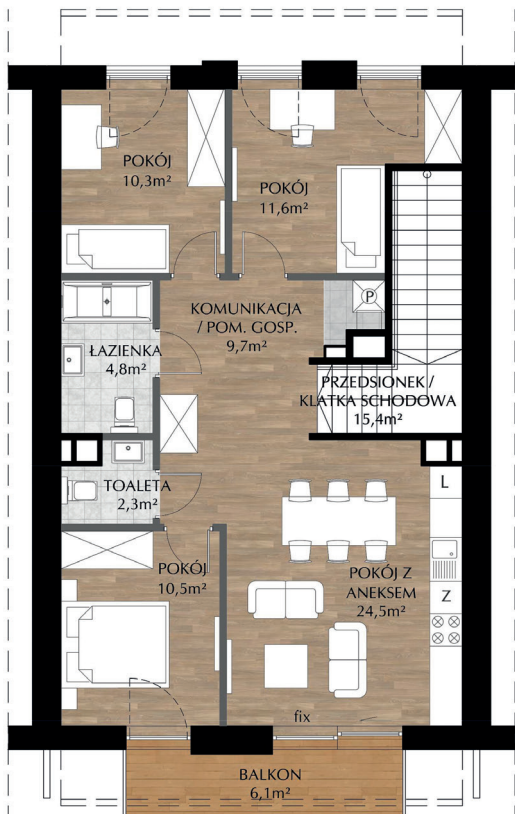 POKÓJ
10,3m²
POKÓJ
11,6m²
KOMUNIKACJA
/ POM. GOSP.
9,7m²
P
ŁAZIENKA
4,8m²
PRZEDSIONEK /
KLATKA SCHODOWA
15,4m²
TOALETA
2,3m²
L
POKÓJ
10,5m²
POKÓJ Z
ANEKSEM
24,5m²
Z
fix
BALKON
6,1m²